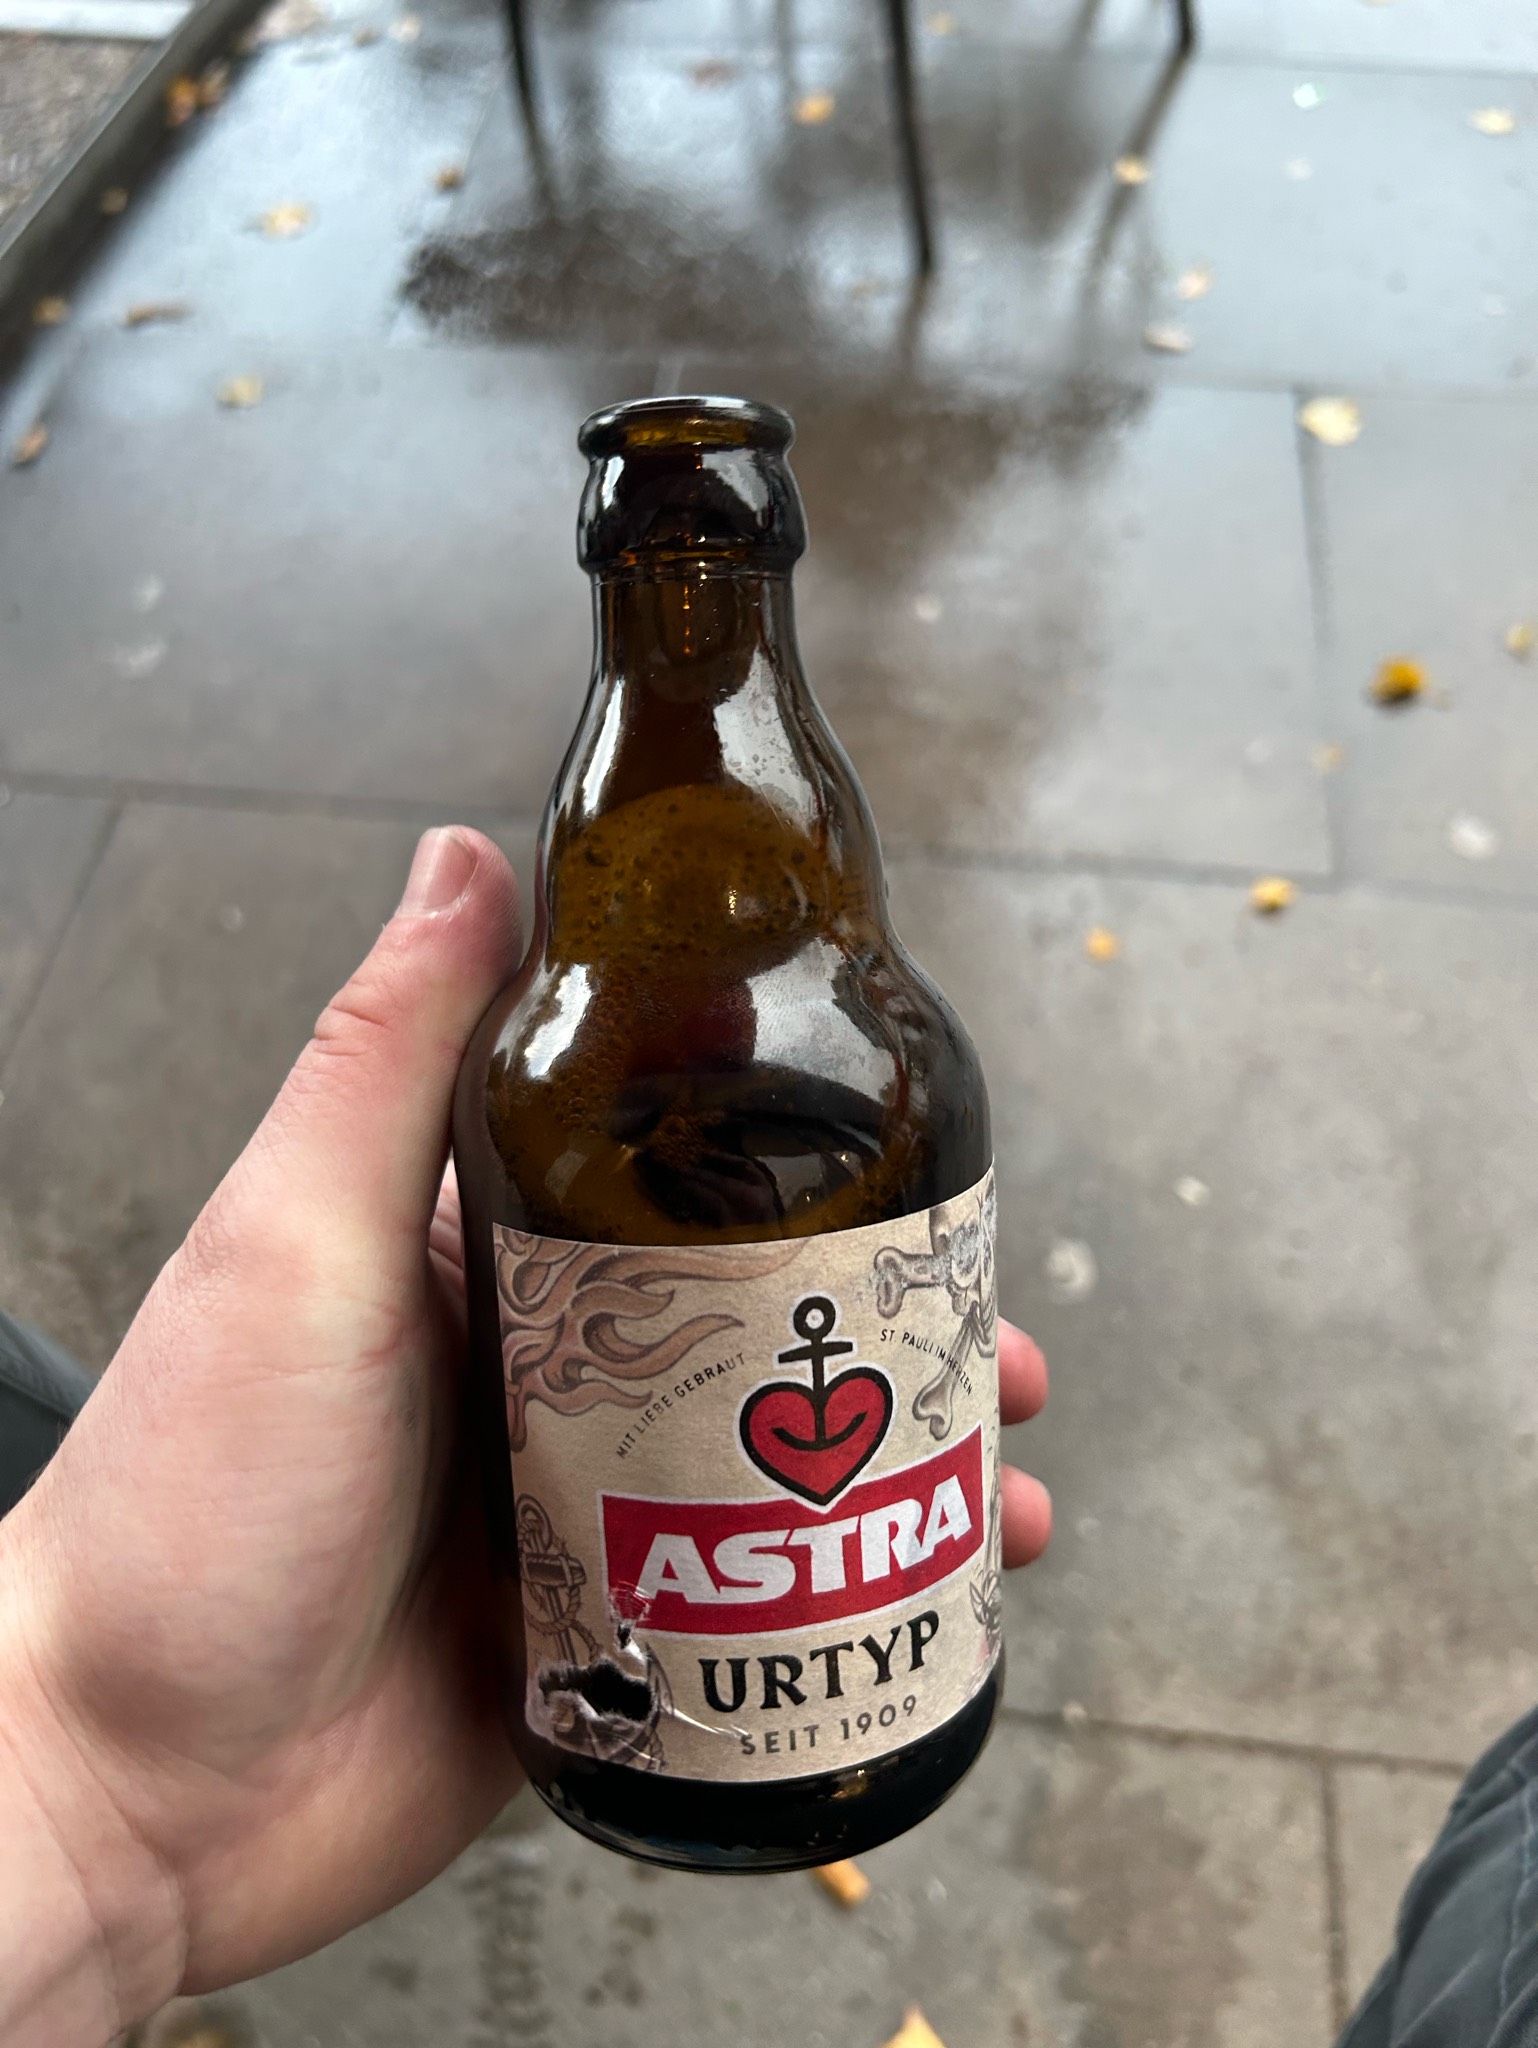 MIT LIEBE GEBRAUT
ST. PAULI IM HERZEN
ASTRA
URTYP
SEIT 1909